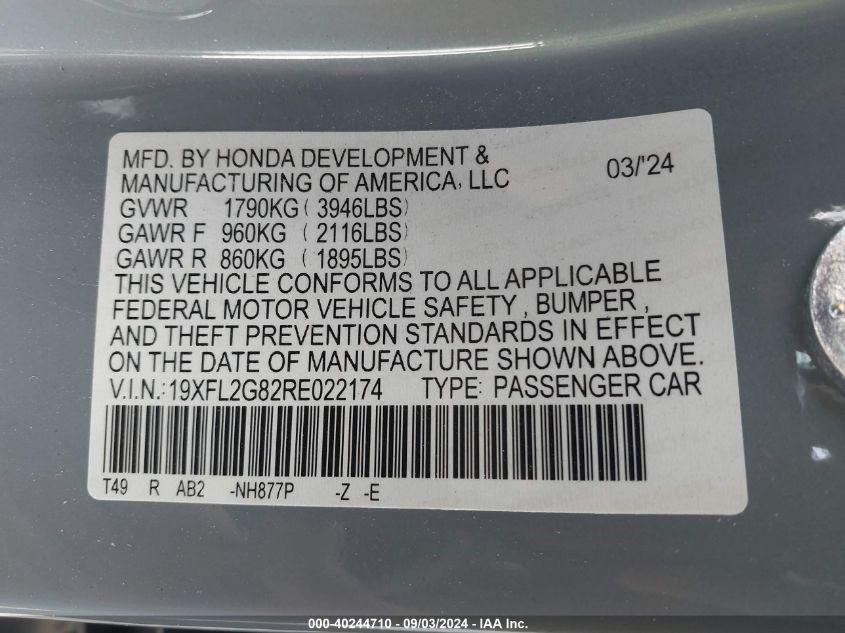 MFD. BY HONDA DEVELOPMENT &
MANUFACTURING OF AMERICA, LLC 03/'24
GVWR 1790KG ( 3946LBS)
GAWR F 960KG ( 2116LBS)
GAWR R 860KG ( 1895LBS)
THIS VEHICLE CONFORMS TO ALL APPLICABLE
FEDERAL MOTOR VEHICLE SAFETY , BUMPER ,
AND THEFT PREVENTION STANDARDS IN EFFECT
ON THE DATE OF MANUFACTURE SHOWN ABOVE.
V.I.N.:19XFL2G82RE022174 TYPE: PASSENGER CAR
T49 R AB2 -NH877P -Z -E
000-40244710 - 09/03/2024 - IAA Inc.